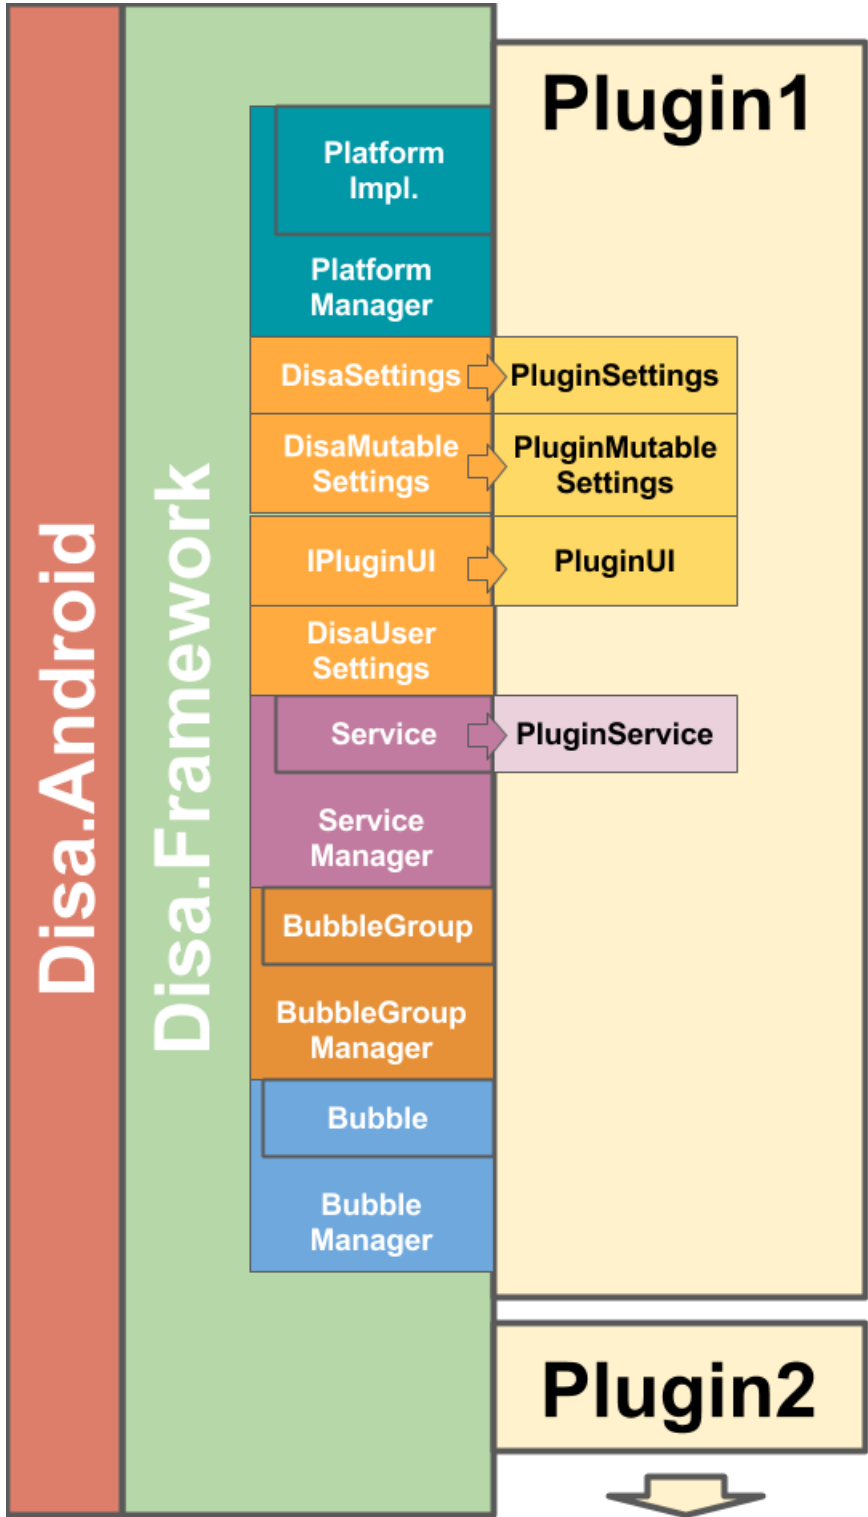 Disa.Android
Disa.Framework
Plugin1
Platform
Impl.
Platform
Manager
DisaSettings
PluginSettings
DisaMutable
Settings
PluginMutable
Settings
IPluginUI
PluginUI
DisaUser
Settings
Service
PluginService
Service
Manager
BubbleGroup
BubbleGroup
Manager
Bubble
Bubble
Manager
Plugin2